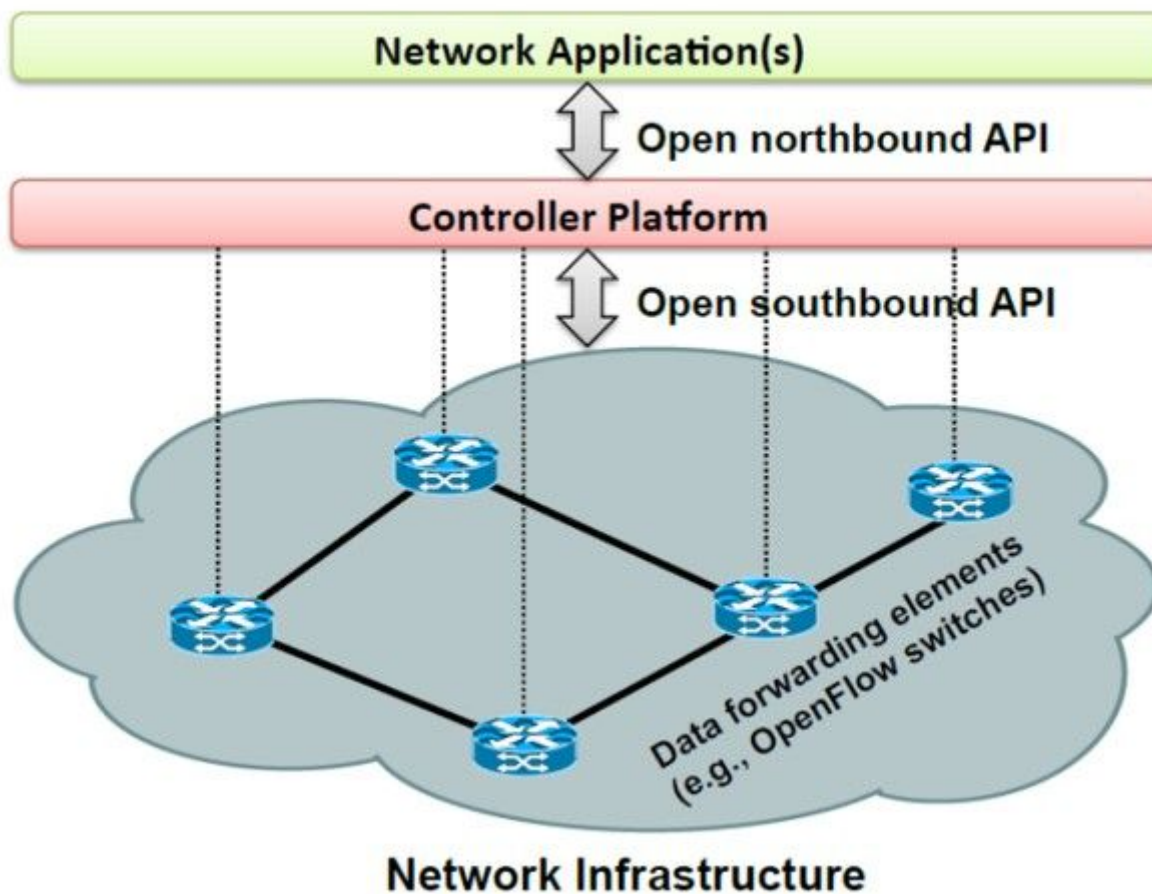 Network Application(s)
Open northbound API
Controller Platform
Open southbound API
Data forwarding elements
(e.g., OpenFlow switches)
Network Infrastructure